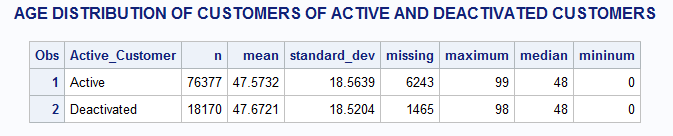 AGE DISTRIBUTION OF CUSTOMERS OF ACTIVE AND DEACTIVATED CUSTOMERS
Obs Active_Customer n mean standard_dev missing maximum median mininum
1 Active 76377 47.5732 18.5639 6243 99 48 0
2 Deactivated 18170 47.6721 18.5204 1465 98 48 0